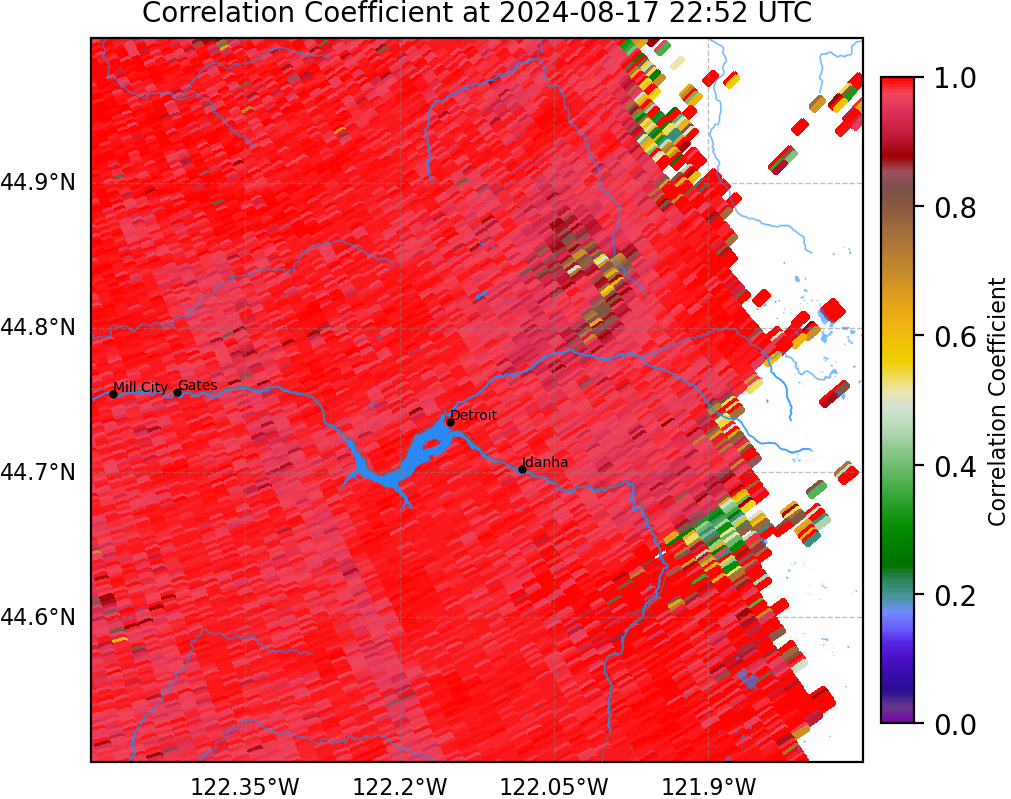 Correlation Coefficient at 2024-08-17 22:52 UTC
1.0
44.9°N
0.8
44.8°N
0.6
Mill City
Gates
Detroit
Idanha
44.7°N
0.4
Correlation Coefficient
44.6°N
0.2
0.0
122.35°W
122.2°W
122.05°W
121.9°W